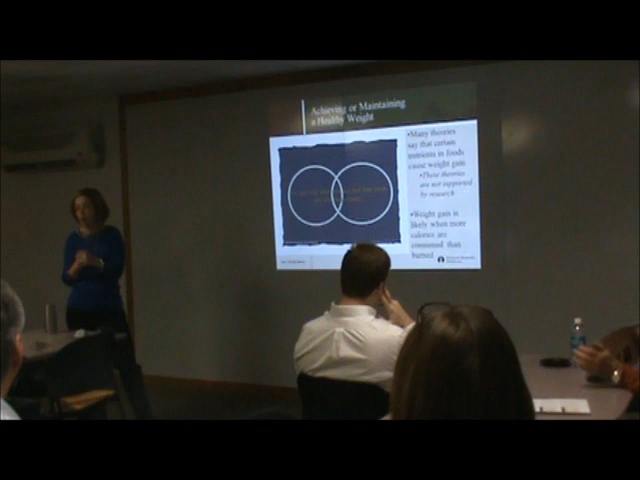 Achieving or Maintaining
a Healthy Weight
•Many theories
say that certain
nutrients in foods
cause weight gain
•These theories
are not supported
by research
•Weight gain is
likely when more
calories are
consumed than
burned